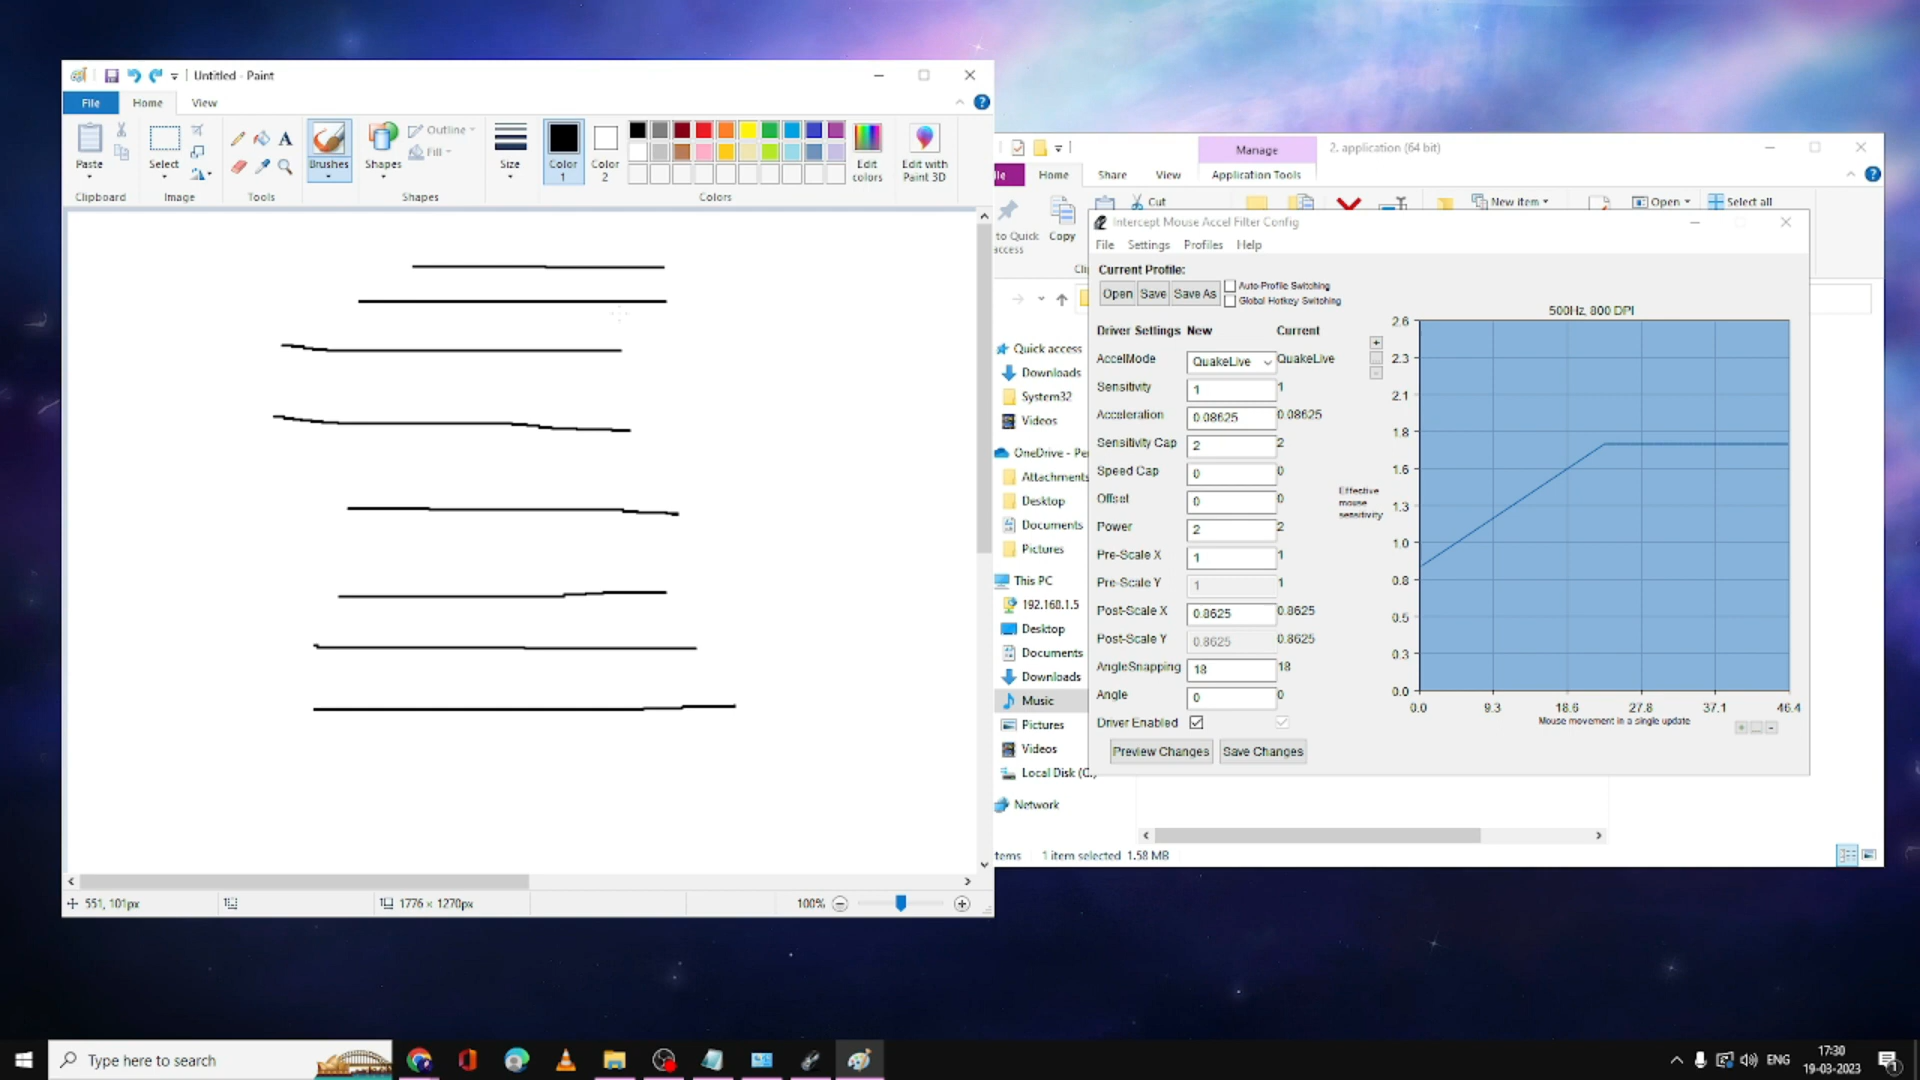 Untitled - Paint
File Home View
Paste
Select
Brushes
Shapes
Outline
Fill
Size
Color 1
Color 2
Edit colors
Edit with Paint 3D
Clipboard Image Tools Shapes Colors
551, 101px
1776 × 1270px
100%
Manage
2. application (64 bit)
Home Share View Application Tools
Cut
New item
Open
Select all
to Quick access
Copy
Intercept Mouse Accel Filter Config
File Settings Profiles Help
Current Profile:
Open Save Save As
Auto Profile Switching
Global Hotkey Switching
Driver Settings New Current
AccelMode QuakeLive QuakeLive
Sensitivity 1 1
Acceleration 0.08625 0.08625
Sensitivity Cap 2 2
Speed Cap 0 0
Offset 0 0
Power 2 2
Pre-Scale X 1 1
Pre-Scale Y 1 1
Post-Scale X 0.8625 0.8625
Post-Scale Y 0.8625 0.8625
AngleSnapping 18 18
Angle 0 0
Driver Enabled
Preview Changes Save Changes
500Hz, 800 DPI
2.6
2.3
2.1
1.8
1.6
1.3
1.0
0.8
0.5
0.3
0.0
Effective mouse sensitivity
0.0 9.3 18.6 27.8 37.1 46.4
Mouse movement in a single update
Quick access
Downloads
System32
Videos
OneDrive - Per
Attachments
Desktop
Documents
Pictures
This PC
192.168.1.5
Desktop
Documents
Downloads
Music
Pictures
Videos
Local Disk (C:)
Network
tems 1 item selected 1.58 MB
Type here to search
ENG
17:30
19-03-2023
1